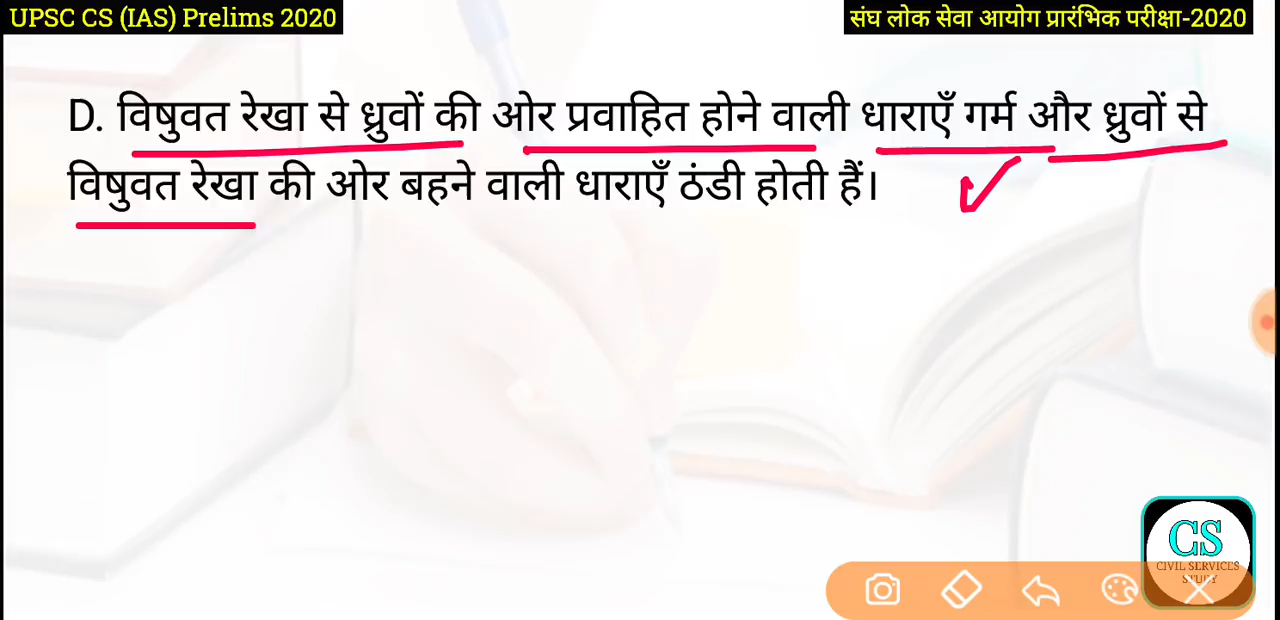 UPSC CS (IAS) Prelims 2020
संघ लोक सेवा आयोग प्रारंभिक परीक्षा-2020
D. विषुवत रेखा से ध्रुवों की ओर प्रवाहित होने वाली धाराएँ गर्म और ध्रुवों से
विषुवत रेखा की ओर बहने वाली धाराएँ ठंडी होती हैं।
CS
CIVIL SERVICES
STUDY